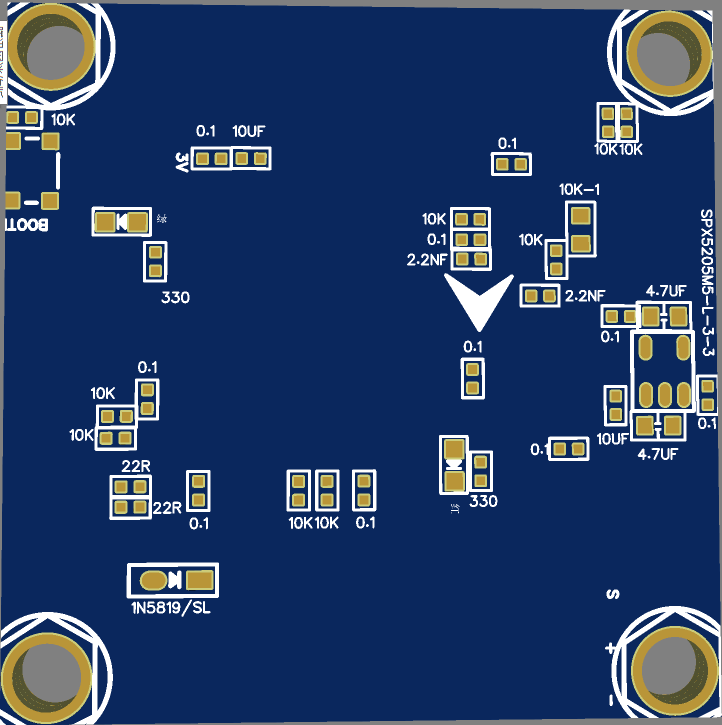 10K
0.1 10UF
3V
0.1
10K10K
BOOT
绿
330
10K
0.1
2.2NF
10K-1
10K
2.2NF
SPX5205M5-L-3-3
4.7UF
0.1
0.1
0.1
10K
10K
0.1
10UF
0.1
4.7UF
22R
22R
0.1
10K10K
0.1
330
红
1N5819/SL
S
+
-